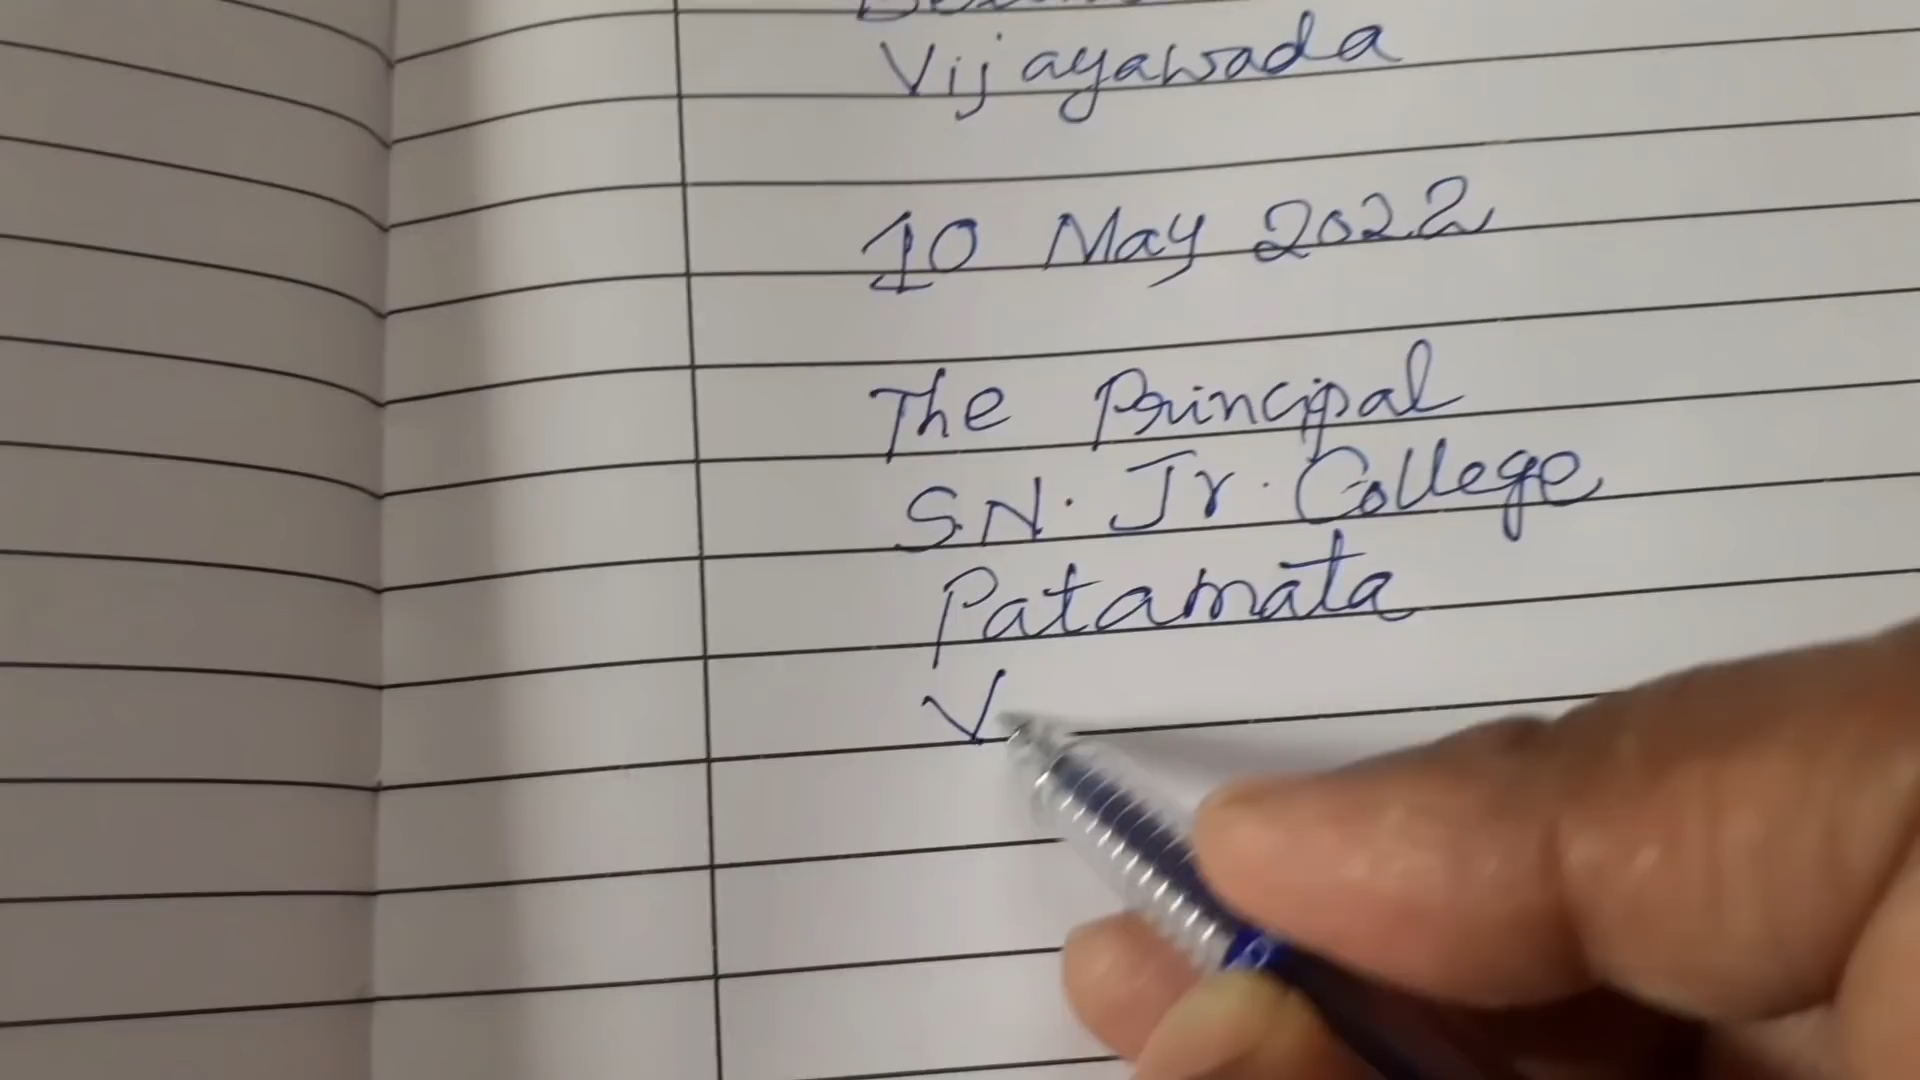 Vijayawada
10 May 2022
The Principal
S.N. Jr. College
Patamata
V